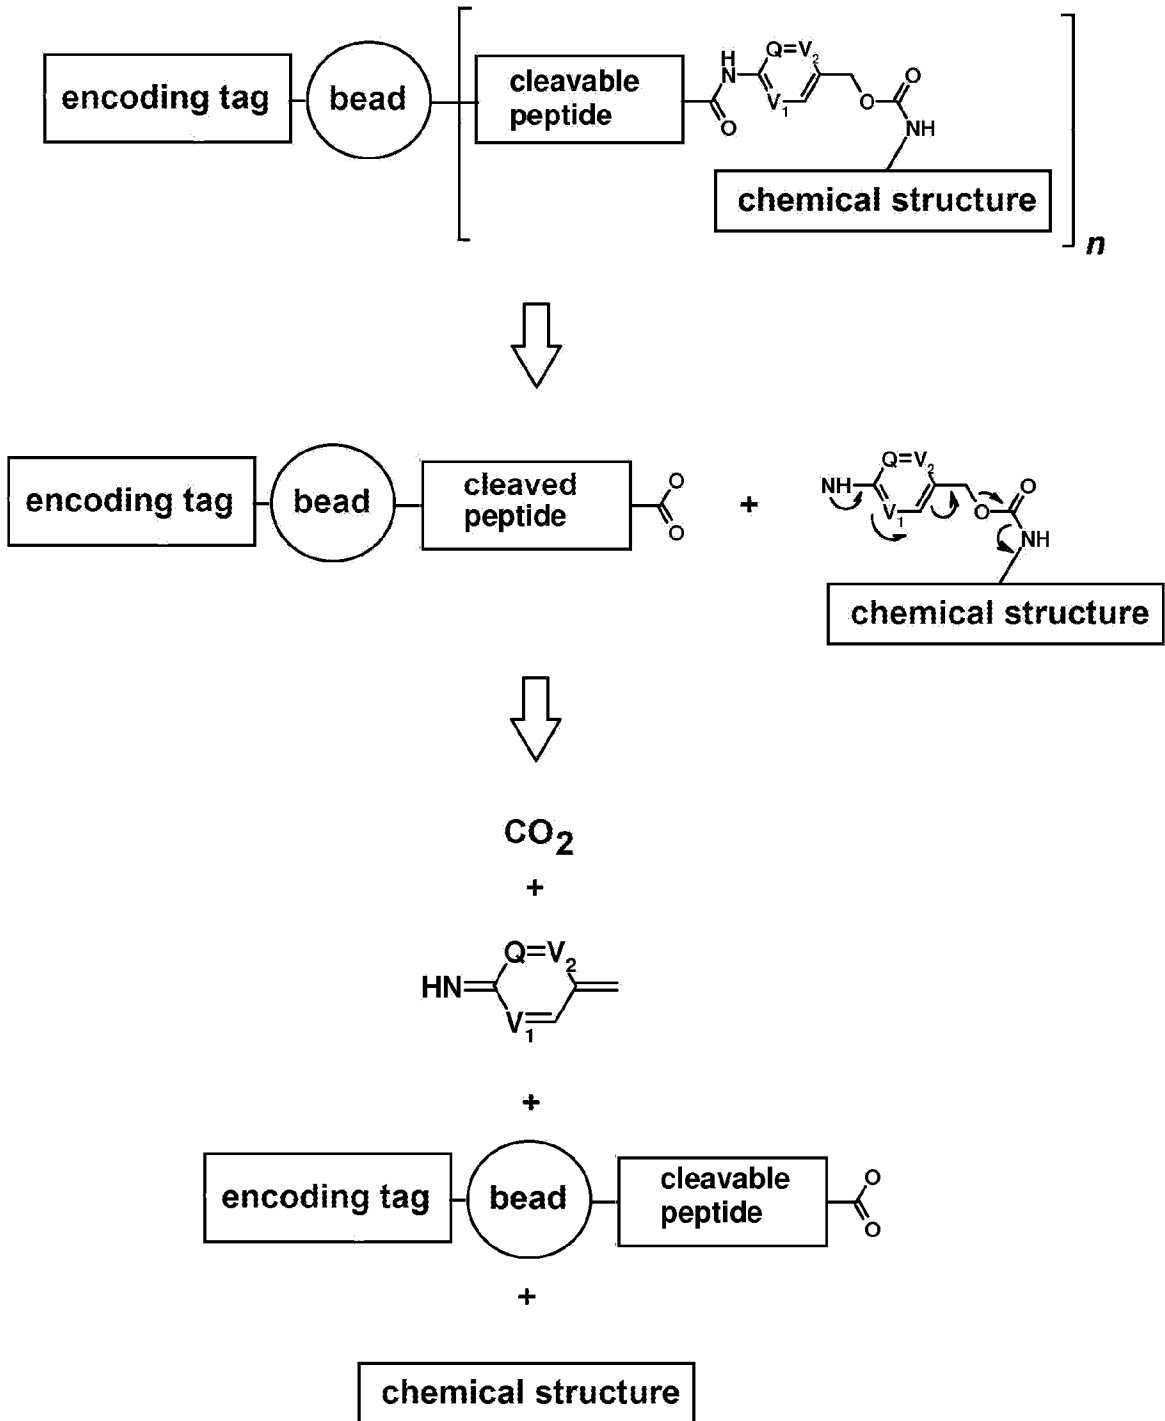 encoding tag
bead
cleavable
peptide
O
H
N
Q=V2
V1
O
O
NH
chemical structure
n
encoding tag
bead
cleaved
peptide
O
O
+
NH
Q=V2
V1
O
O
NH
chemical structure
CO2
+
Q=V2
HN
V1
+
encoding tag
bead
cleavable
peptide
O
O
+
chemical structure